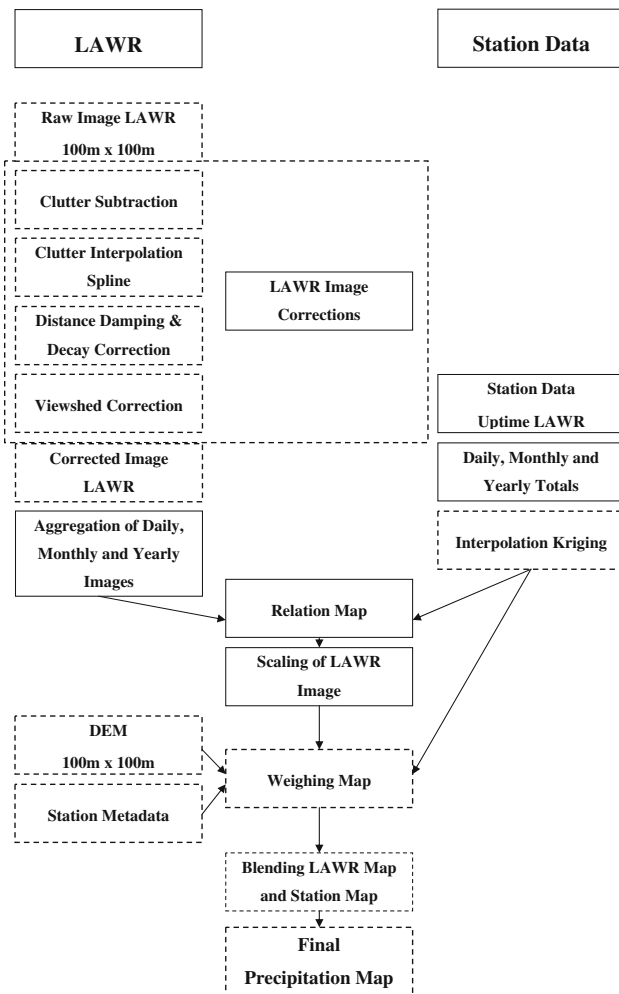 LAWR
Station Data
Raw Image LAWR
100m x 100m
Clutter Subtraction
Clutter Interpolation
Spline
LAWR Image
Corrections
Distance Damping &
Decay Correction
Viewshed Correction
Station Data
Uptime LAWR
Corrected Image
LAWR
Daily, Monthly and
Yearly Totals
Aggregation of Daily,
Monthly and Yearly
Images
Interpolation Kriging
Relation Map
Scaling of LAWR
Image
DEM
100m x 100m
Station Metadata
Weighing Map
Blending LAWR Map
and Station Map
Final
Precipitation Map